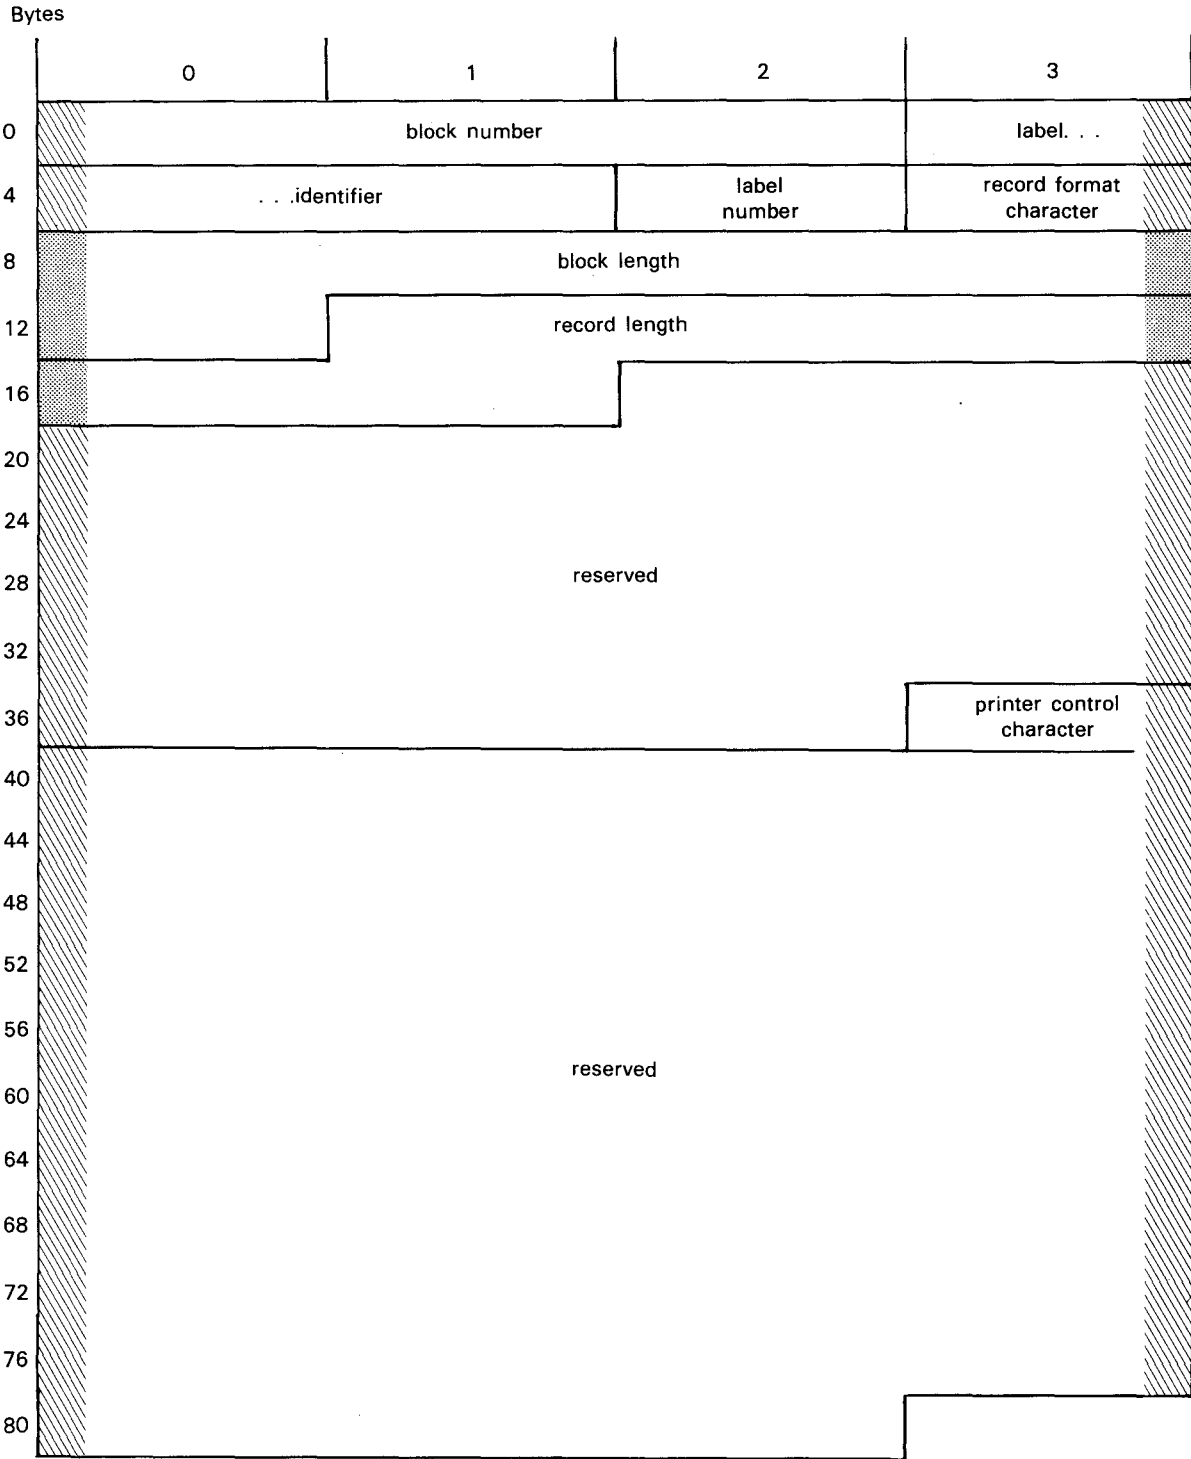 Bytes
0 1 2 3
0 block number label. . .
4 . . .identifier label number record format character
8 block length
12 record length
16
20
24
28 reserved
32
36 printer control character
40
44
48
52
56
60 reserved
64
68
72
76
80